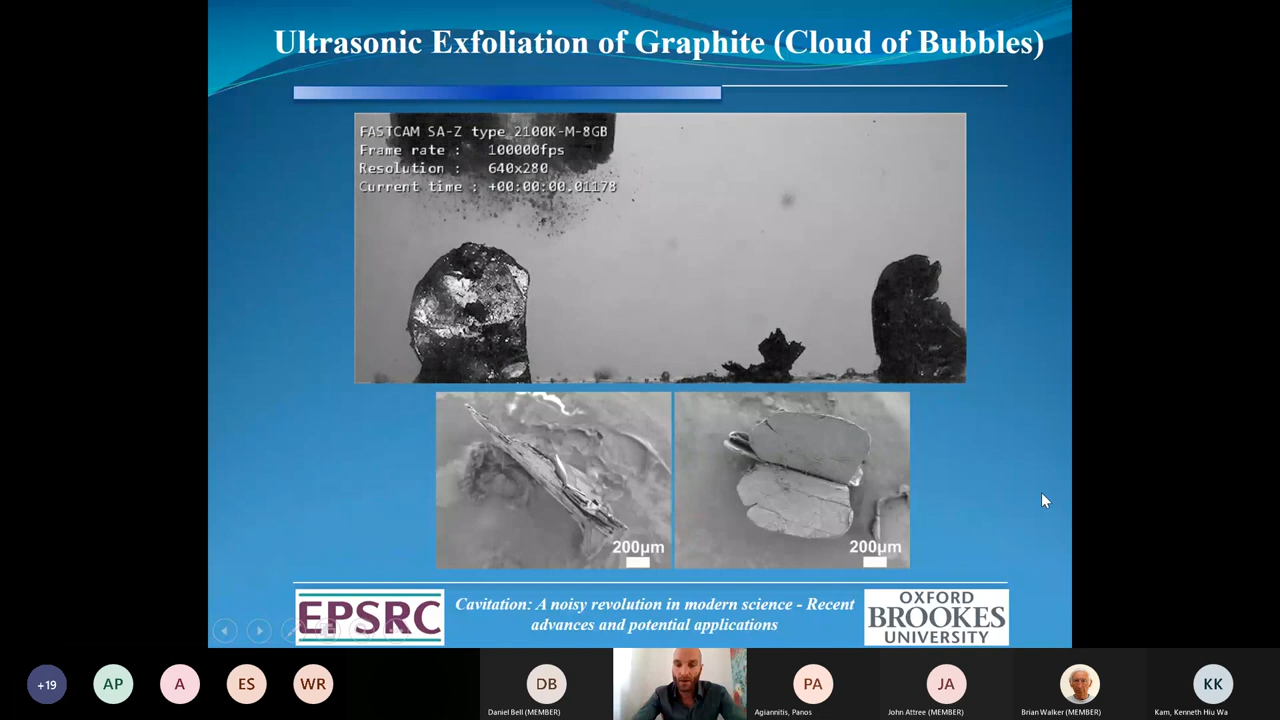 Ultrasonic Exfoliation of Graphite (Cloud of Bubbles)
FASTCAM SA-Z type 2100K-M-8GB
Frame rate : 100000fps
Resolution : 640x280
Current time : +00:00:00.01178
200µm
200µm
EPSRC
Cavitation: A noisy revolution in modern science - Recent
advances and potential applications
OXFORD
BROOKES
UNIVERSITY
+19
AP
A
ES
WR
DB
Daniel Bell (MEMBER)
PA
Agiannitis, Panos
JA
John Attree (MEMBER)
Brian Walker (MEMBER)
KK
Kam, Kenneth Hiu Wa